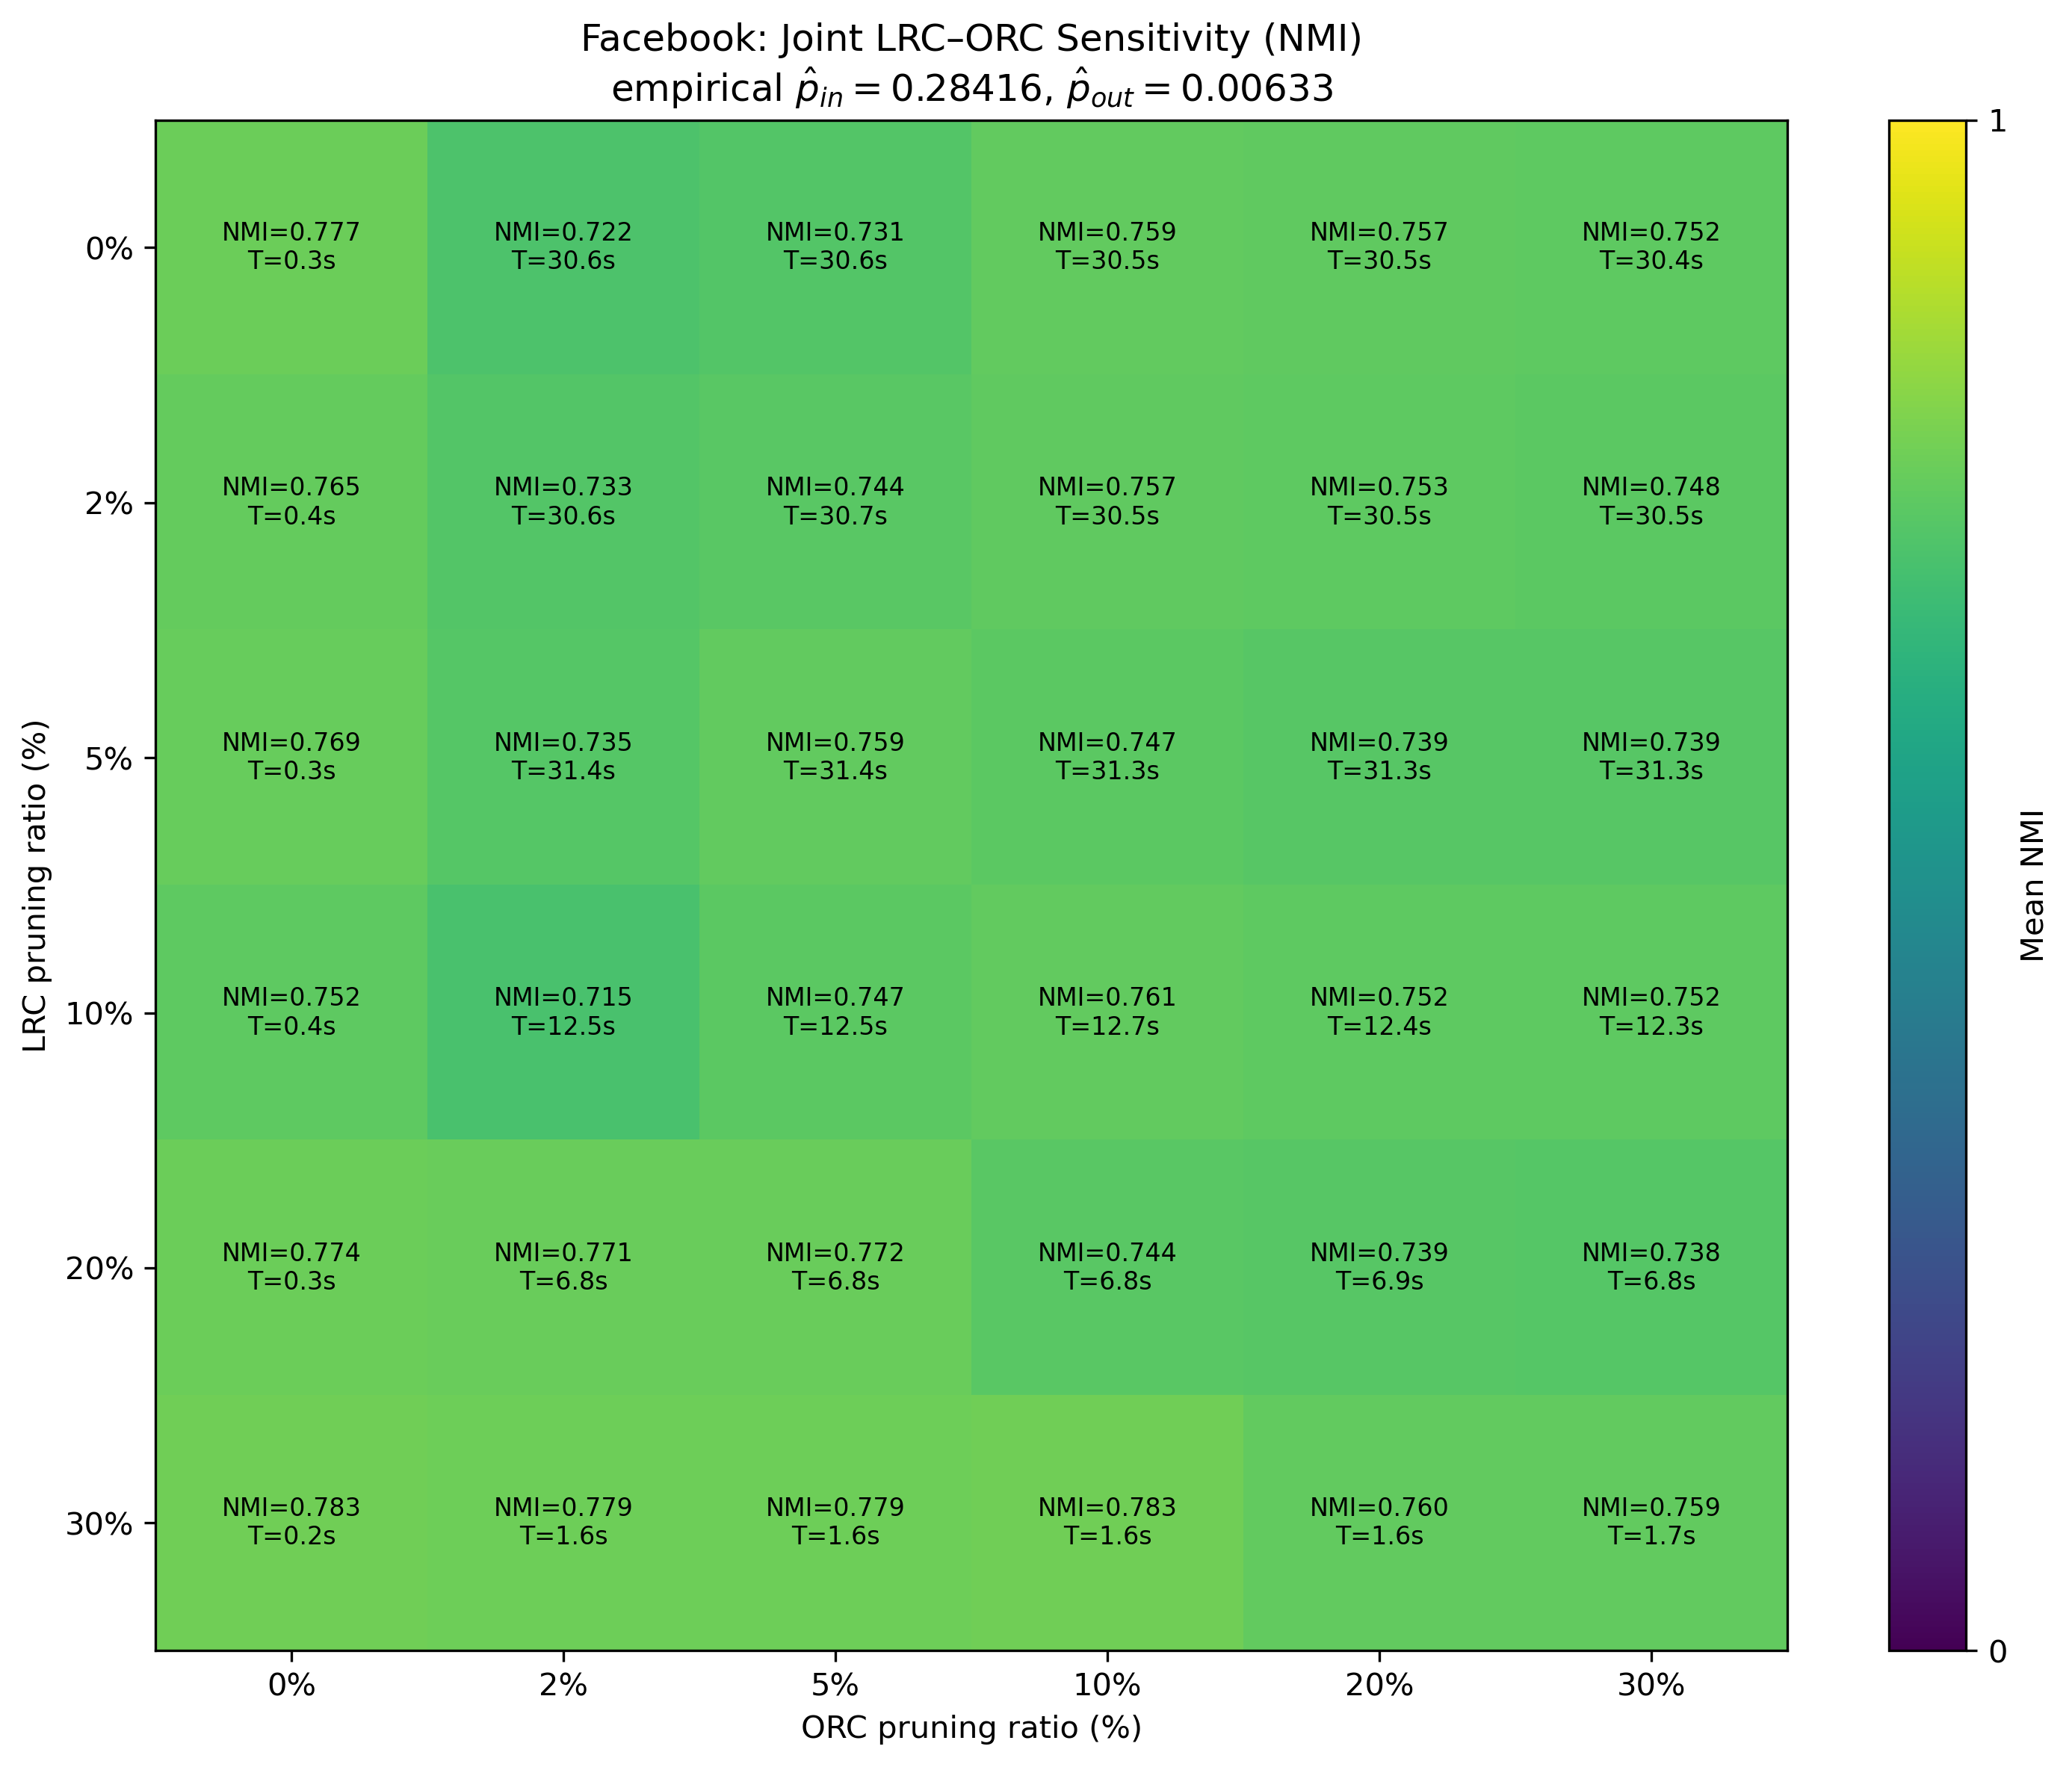 Facebook: Joint LRC–ORC Sensitivity (NMI)
empirical p̂in = 0.28416, p̂out = 0.00633
1
NMI=0.777 NMI=0.722 NMI=0.731 NMI=0.759 NMI=0.757 NMI=0.752
0%
T=0.3s T=30.6s T=30.6s T=30.5s T=30.5s T=30.4s
NMI=0.765 NMI=0.733 NMI=0.744 NMI=0.757 NMI=0.753 NMI=0.748
2%
T=0.4s T=30.6s T=30.7s T=30.5s T=30.5s T=30.5s
NMI=0.769 NMI=0.735 NMI=0.759 NMI=0.747 NMI=0.739 NMI=0.739
5%
T=0.3s T=31.4s T=31.4s T=31.3s T=31.3s T=31.3s
LRC pruning ratio (%)
Mean NMI
NMI=0.752 NMI=0.715 NMI=0.747 NMI=0.761 NMI=0.752 NMI=0.752
10%
T=0.4s T=12.5s T=12.5s T=12.7s T=12.4s T=12.3s
NMI=0.774 NMI=0.771 NMI=0.772 NMI=0.744 NMI=0.739 NMI=0.738
20%
T=0.3s T=6.8s T=6.8s T=6.8s T=6.9s T=6.8s
NMI=0.783 NMI=0.779 NMI=0.779 NMI=0.783 NMI=0.760 NMI=0.759
30%
T=0.2s T=1.6s T=1.6s T=1.6s T=1.6s T=1.7s
0
0% 2% 5% 10% 20% 30%
ORC pruning ratio (%)